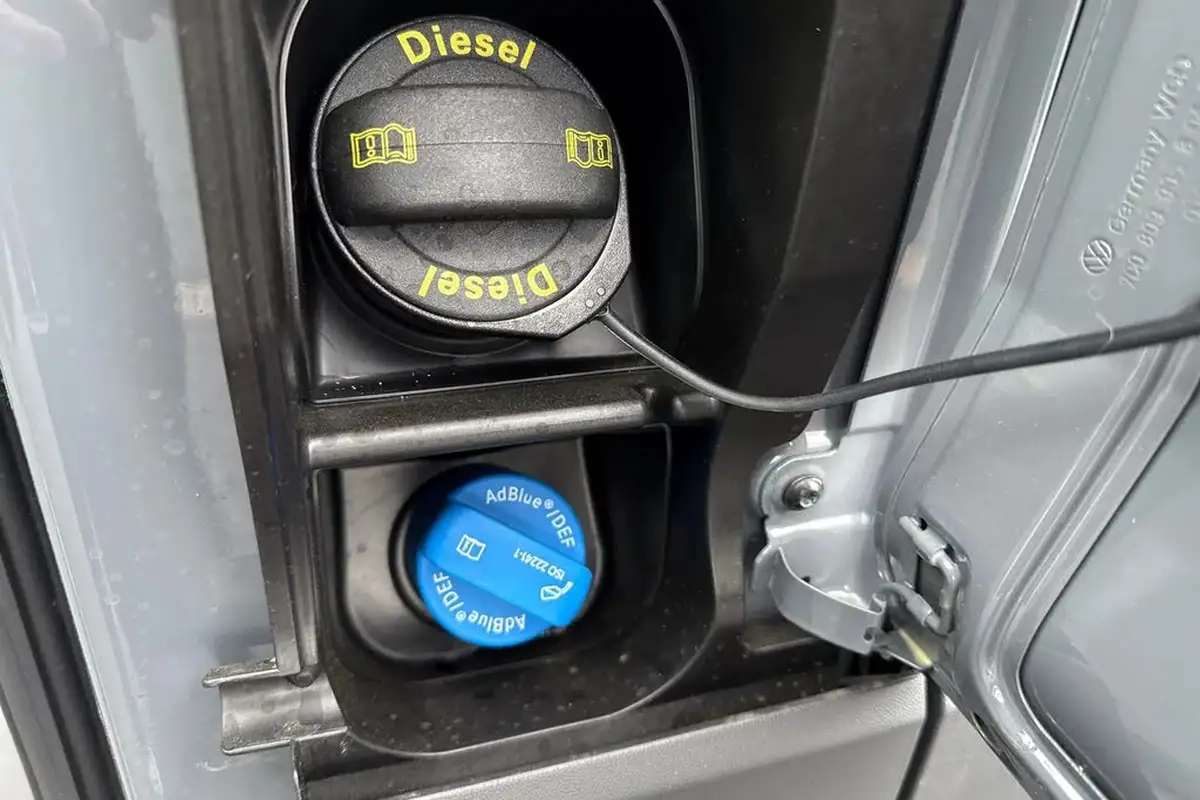 Diesel
Diesel
AdBlue®/DEF
ISO 22241-1
AdBlue®/DEF
Germany